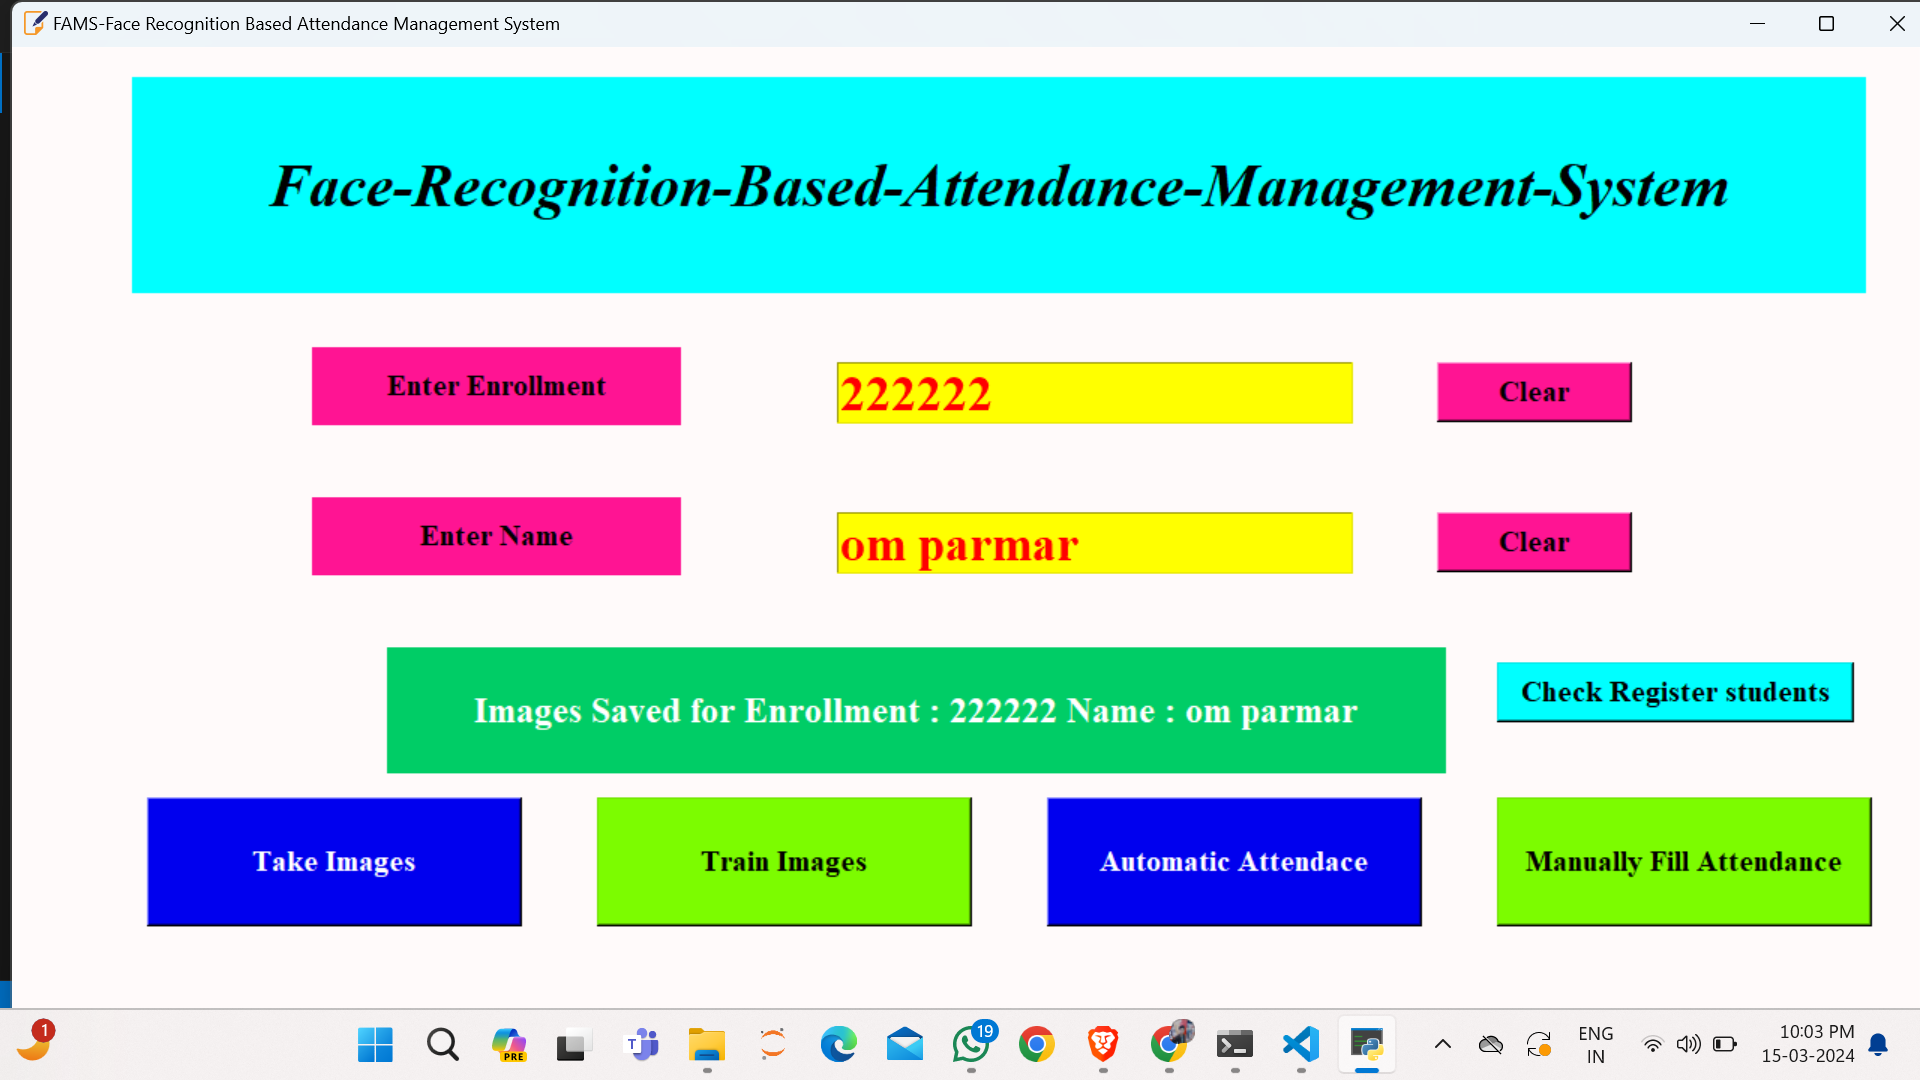 FAMS-Face Recognition Based Attendance Management System
Face-Recognition-Based-Attendance-Management-System
Enter Enrollment
222222
Clear
Enter Name
om parmar
Clear
Images Saved for Enrollment : 222222 Name : om parmar
Check Register students
Take Images
Train Images
Automatic Attendace
Manually Fill Attendance
1
PRE
T
19
ENG
IN
10:03 PM
15-03-2024